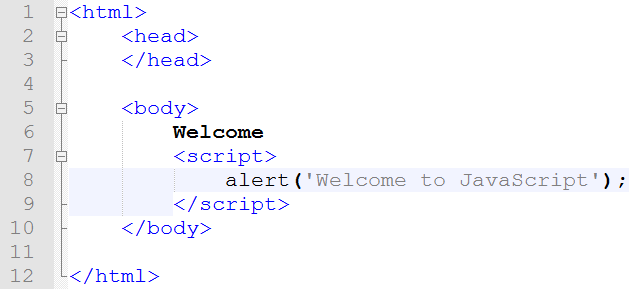 1 <html>
2 <head>
3 </head>
4
5 <body>
6 Welcome
7 <script>
8 alert('Welcome to JavaScript');
9 </script>
10 </body>
11
12 </html>